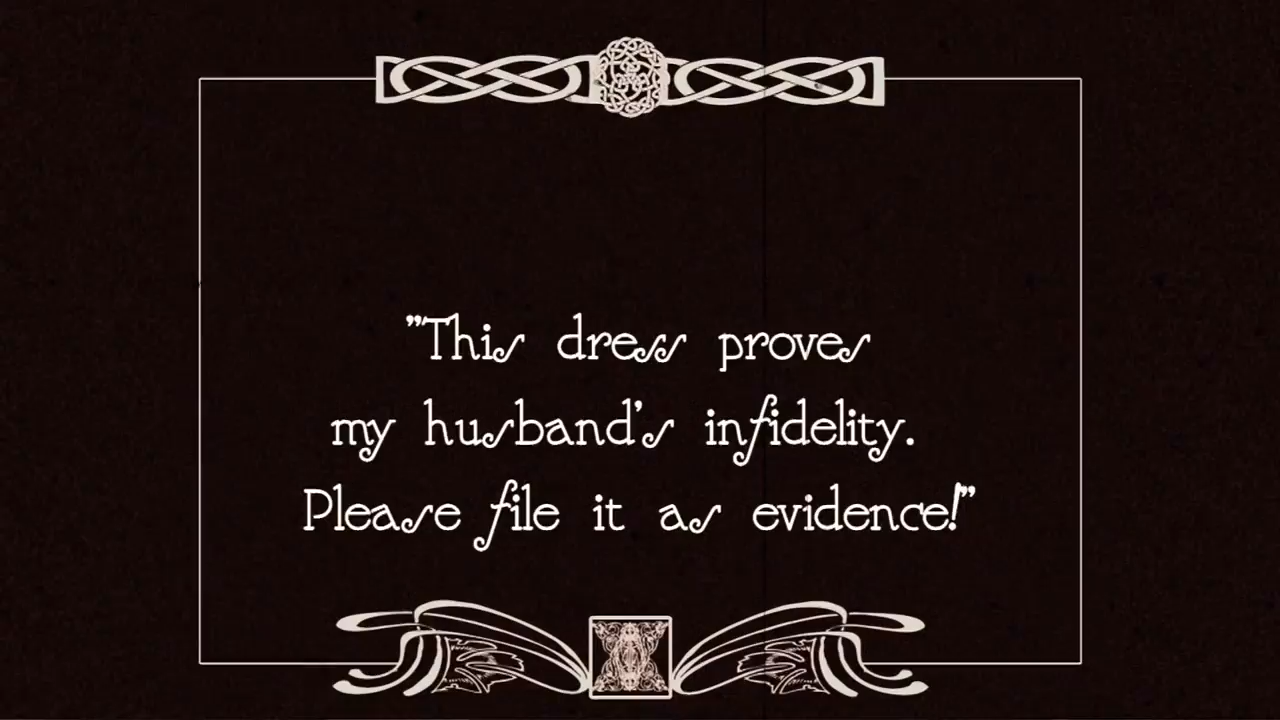 "This dress proves
my husband's infidelity.
Please file it as evidence!"